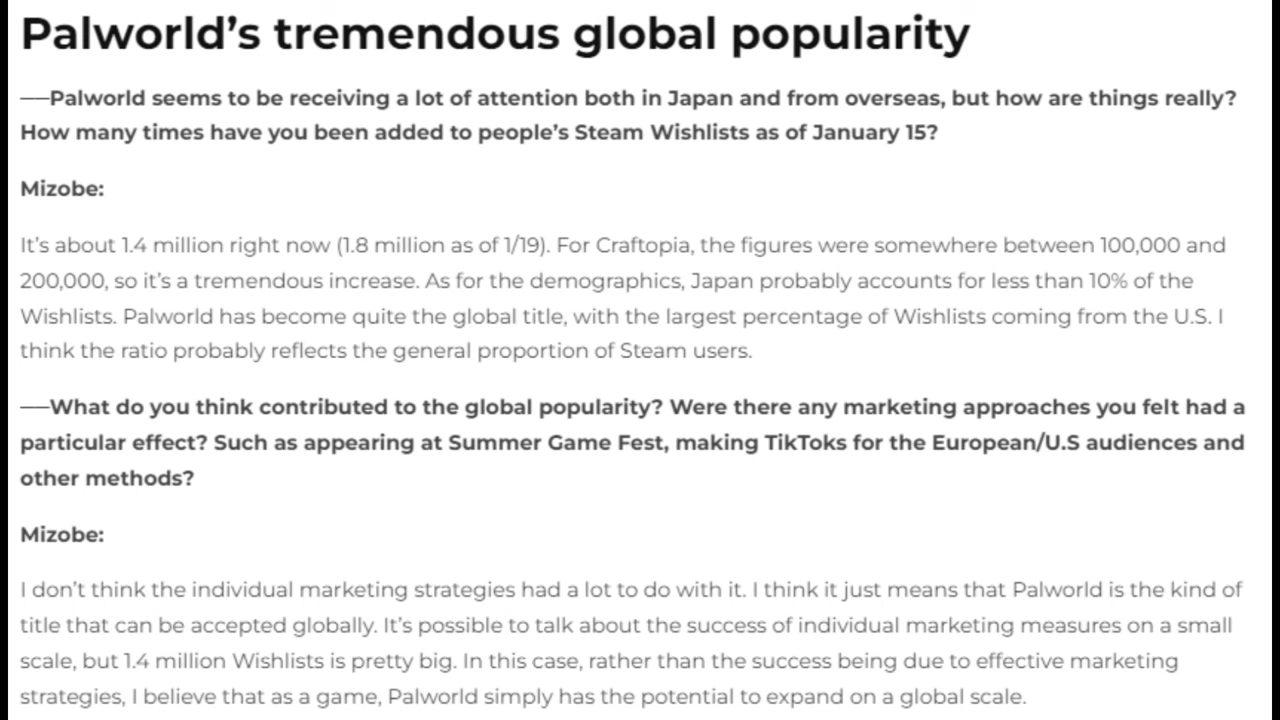 Palworld’s tremendous global popularity
──Palworld seems to be receiving a lot of attention both in Japan and from overseas, but how are things really?
How many times have you been added to people’s Steam Wishlists as of January 15?
Mizobe:
It’s about 1.4 million right now (1.8 million as of 1/19). For Craftopia, the figures were somewhere between 100,000 and
200,000, so it’s a tremendous increase. As for the demographics, Japan probably accounts for less than 10% of the
Wishlists. Palworld has become quite the global title, with the largest percentage of Wishlists coming from the U.S. I
think the ratio probably reflects the general proportion of Steam users.
──What do you think contributed to the global popularity? Were there any marketing approaches you felt had a
particular effect? Such as appearing at Summer Game Fest, making TikToks for the European/U.S audiences and
other methods?
Mizobe:
I don’t think the individual marketing strategies had a lot to do with it. I think it just means that Palworld is the kind of
title that can be accepted globally. It’s possible to talk about the success of individual marketing measures on a small
scale, but 1.4 million Wishlists is pretty big. In this case, rather than the success being due to effective marketing
strategies, I believe that as a game, Palworld simply has the potential to expand on a global scale.